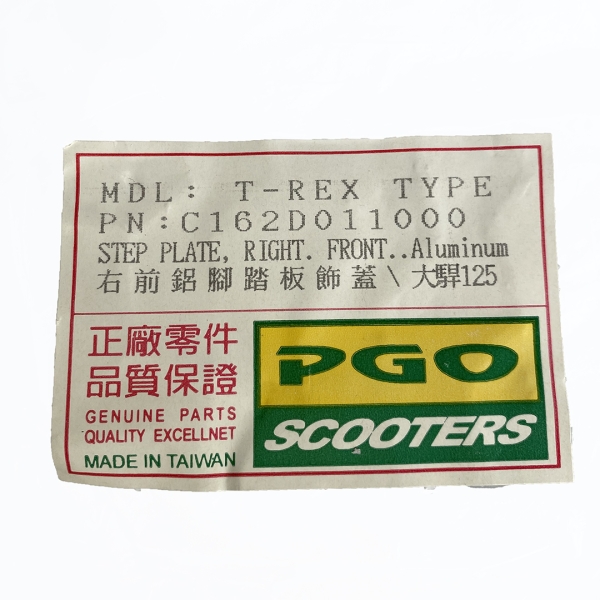 MDL: T-REX TYPE
PN:C162D011000
STEP PLATE, RIGHT. FRONT..Aluminum
右前鋁腳踏板飾蓋\大駻125
正廠零件
品質保證
GENUINE PARTS
QUALITY EXCELLNET
MADE IN TAIWAN
PGO
SCOOTERS